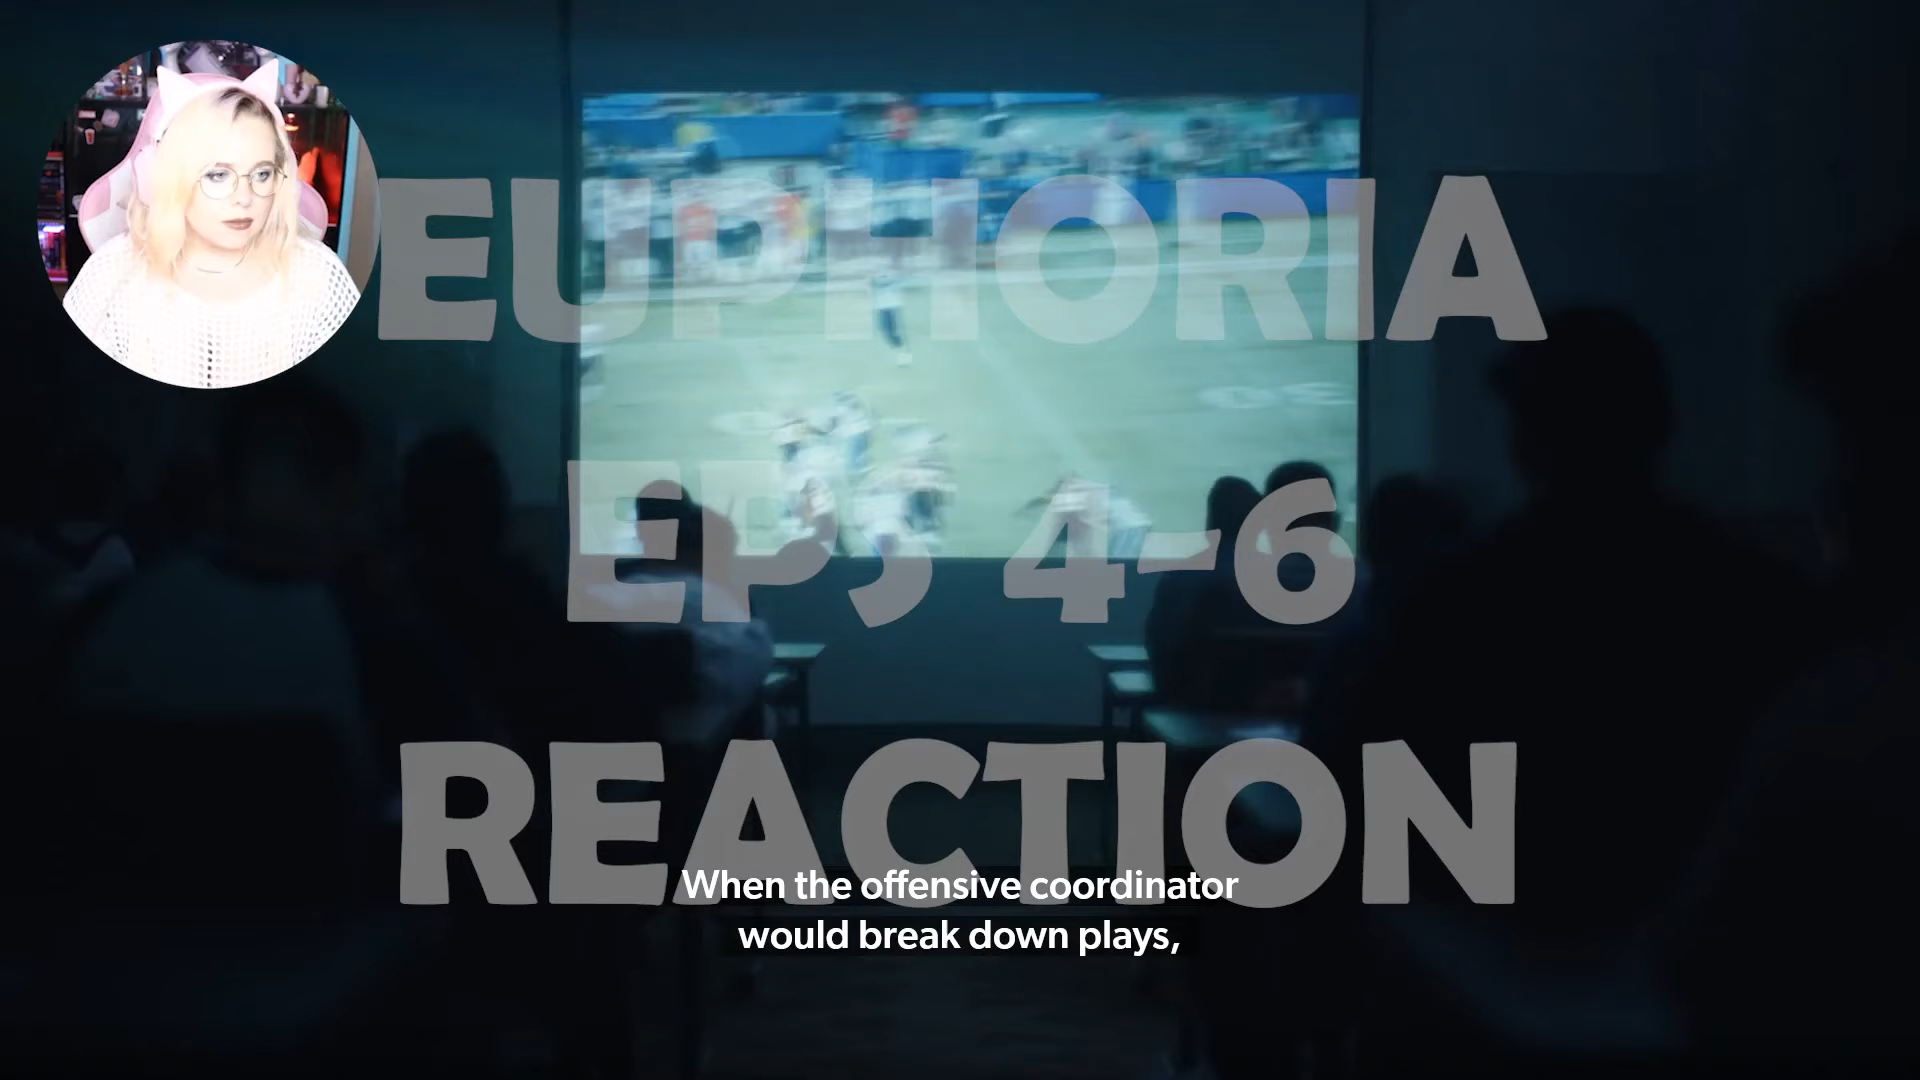 EUPHORIA
EPS 4-6
REACTION
When the offensive coordinator
would break down plays,